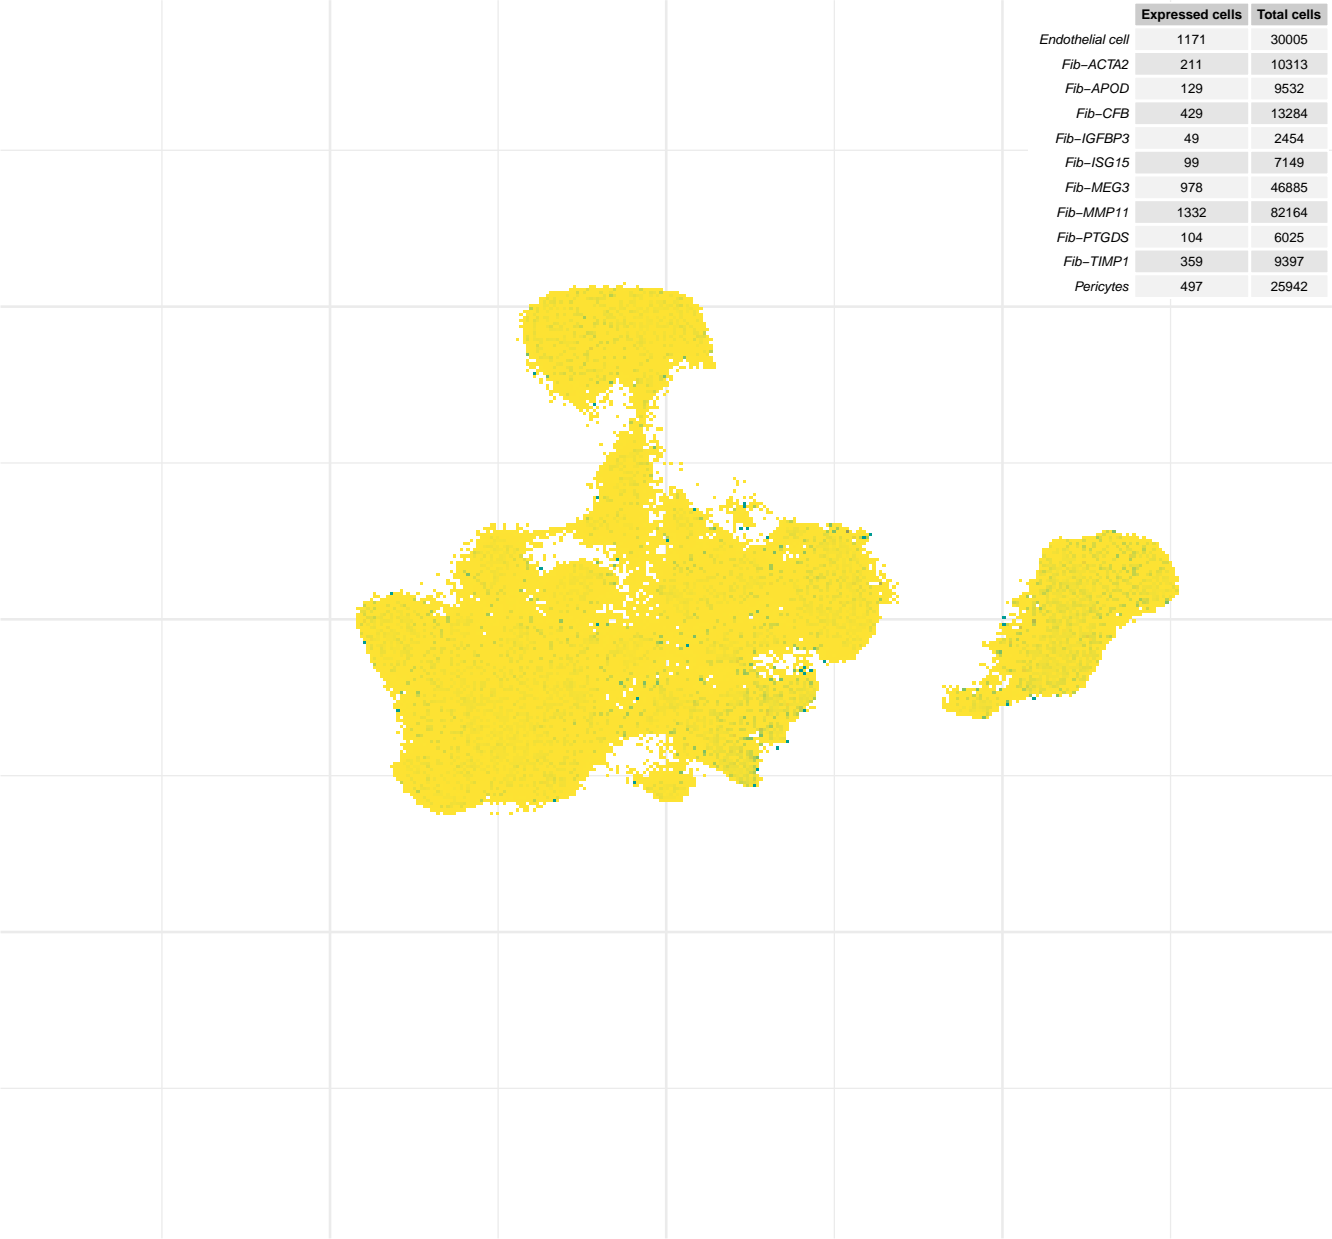 Expressed cells Total cells
Endothelial cell 1171 30005
Fib−ACTA2 211 10313
Fib−APOD 129 9532
Fib−CFB 429 13284
Fib−IGFBP3 49 2454
Fib−ISG15 99 7149
Fib−MEG3 978 46885
Fib−MMP11 1332 82164
Fib−PTGDS 104 6025
Fib−TIMP1 359 9397
Pericytes 497 25942